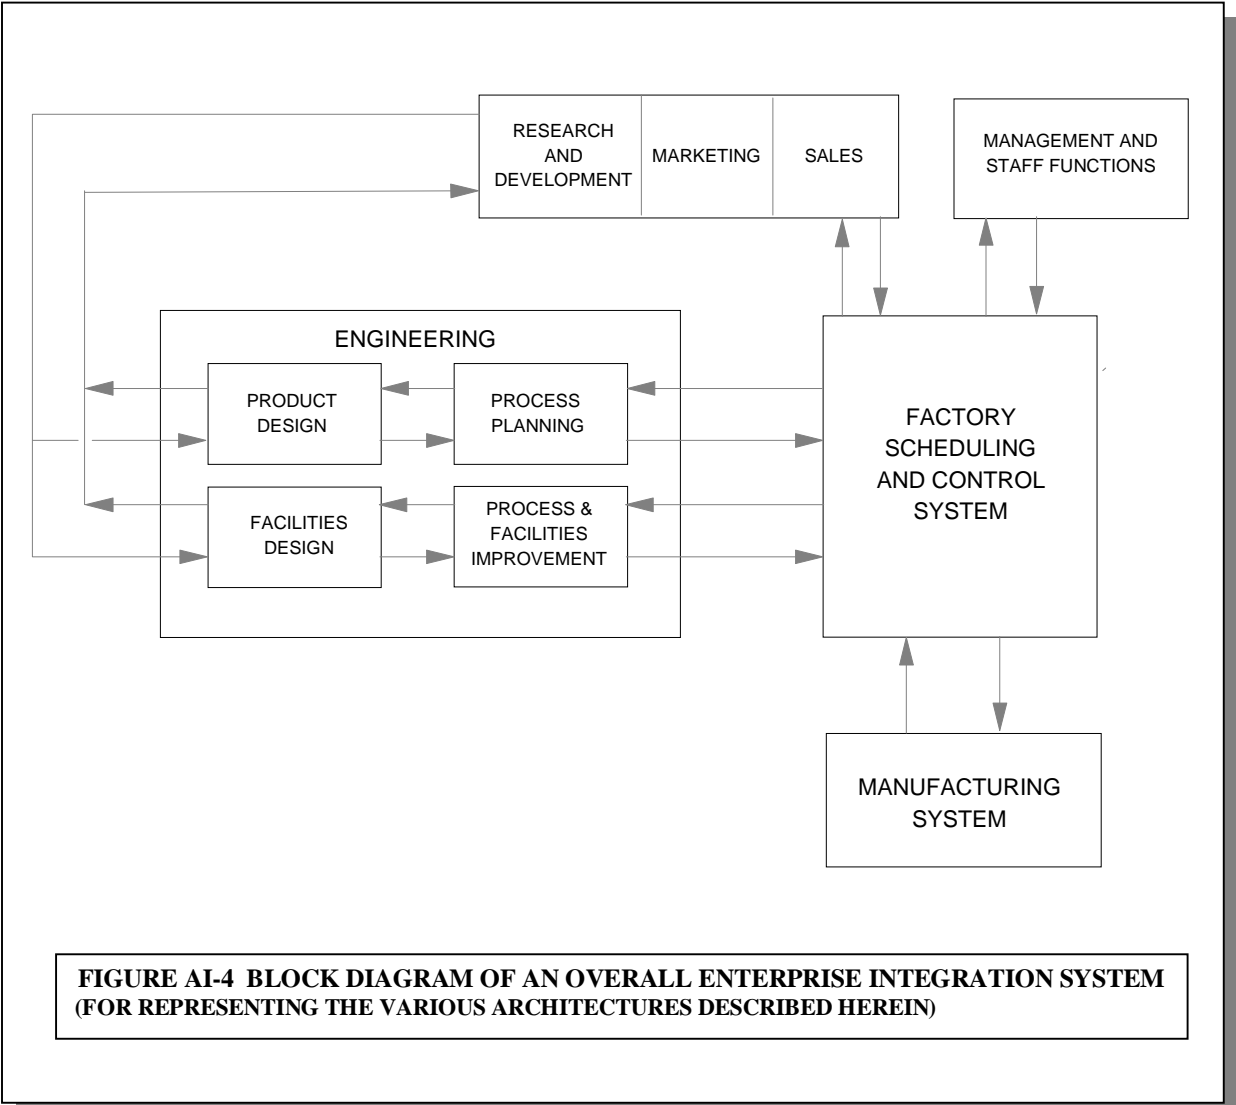 RESEARCH
AND
DEVELOPMENT
MARKETING
SALES
MANAGEMENT AND
STAFF FUNCTIONS
ENGINEERING
PRODUCT
DESIGN
PROCESS
PLANNING
FACILITIES
DESIGN
PROCESS &
FACILITIES
IMPROVEMENT
FACTORY
SCHEDULING
AND CONTROL
SYSTEM
MANUFACTURING
SYSTEM
FIGURE AI-4 BLOCK DIAGRAM OF AN OVERALL ENTERPRISE INTEGRATION SYSTEM
(FOR REPRESENTING THE VARIOUS ARCHITECTURES DESCRIBED HEREIN)